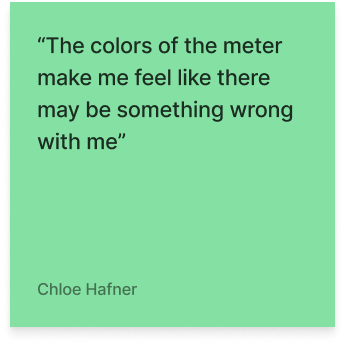 “The colors of the meter
make me feel like there
may be something wrong
with me”
Chloe Hafner